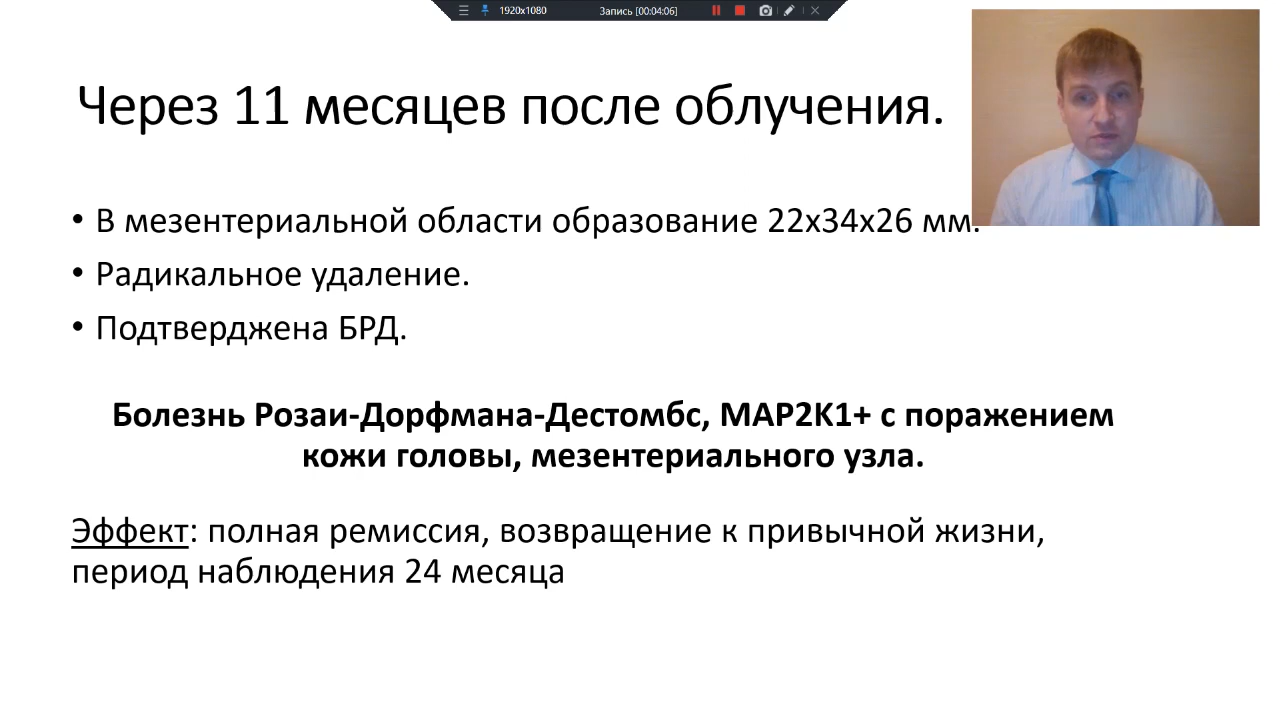 1920x1080 Запись [00:04:06]
Через 11 месяцев после облучения.
• В мезентериальной области образование 22х34х26 мм.
• Радикальное удаление.
• Подтверждена БРД.
Болезнь Розаи-Дорфмана-Дестомбс, MAP2K1+ с поражением
кожи головы, мезентериального узла.
Эффект: полная ремиссия, возвращение к привычной жизни,
период наблюдения 24 месяца